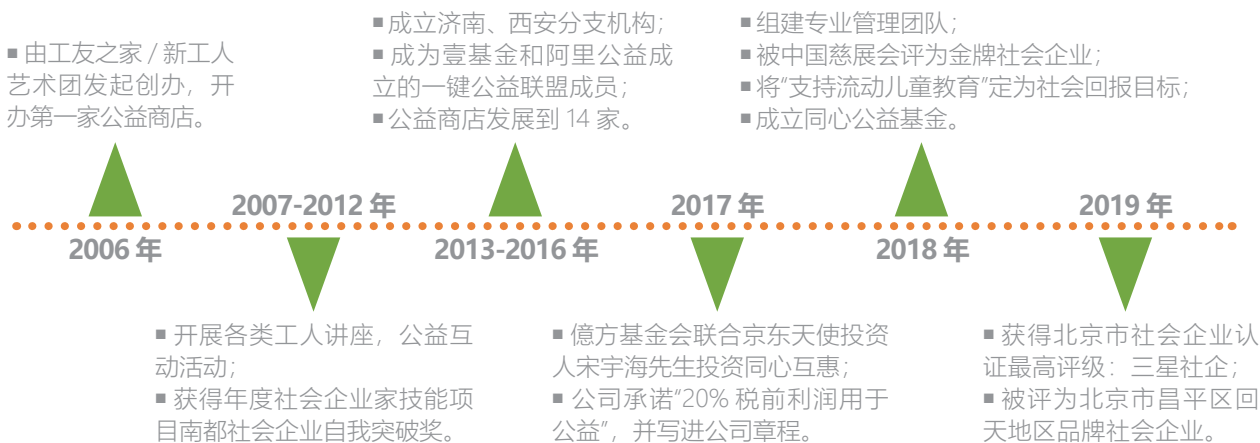 ■ 由工友之家 / 新工人
艺术团发起创办，开
办第一家公益商店。
2006 年
2007-2012 年
■ 开展各类工人讲座，公益互
动活动；
■ 获得年度社会企业家技能项
目南都社会企业自我突破奖。
■ 成立济南、西安分支机构；
■ 成为壹基金和阿里公益成
立的一键公益联盟成员；
■ 公益商店发展到 14 家。
2013-2016 年
2017 年
■ 億方基金会联合京东天使投资
人宋宇海先生投资同心互惠；
■ 公司承诺“20% 税前利润用于
公益”，并写进公司章程。
■ 组建专业管理团队；
■ 被中国慈展会评为金牌社会企业；
■ 将“支持流动儿童教育”定为社会回报目标；
■ 成立同心公益基金。
2018 年
2019 年
■ 获得北京市社会企业认
证最高评级：三星社企；
■ 被评为北京市昌平区回
天地区品牌社会企业。